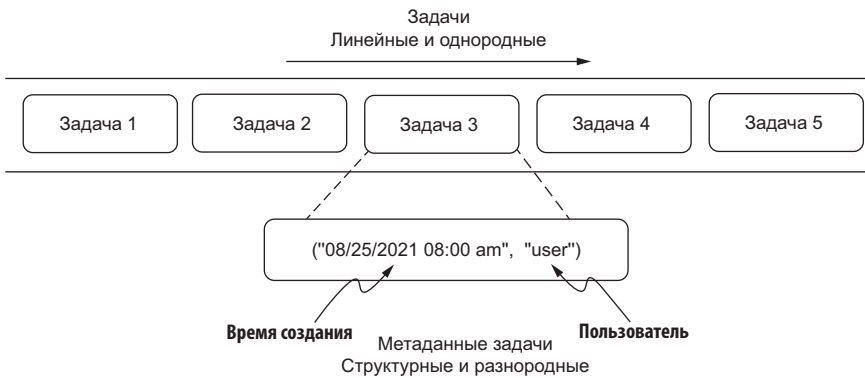 Задачи
Линейные и однородные
Задача 1 Задача 2 Задача 3 Задача 4 Задача 5
("08/25/2021 08:00 am", "user")
Время создания Пользователь
Метаданные задачи
Структурные и разнородные